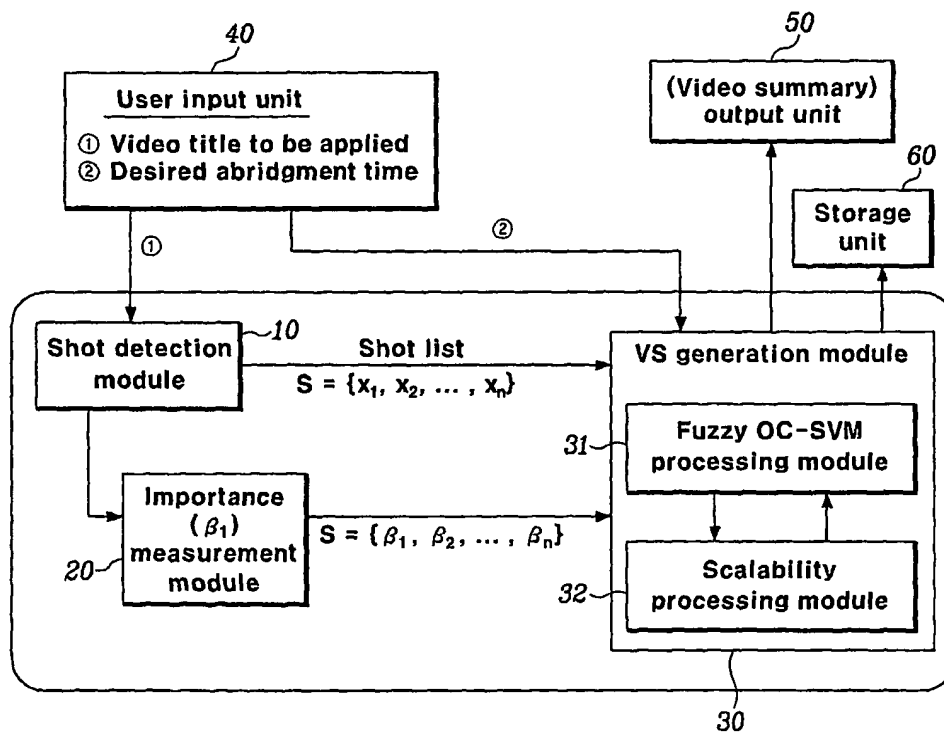 40
User input unit
① Video title to be applied
② Desired abridgment time
50
(Video summary)
output unit
60
Storage
unit
①
②
10
Shot detection
module
Shot list
S = {x₁, x₂, ... , xₙ}
VS generation module
31
Fuzzy OC-SVM
processing module
Importance
(β₁)
measurement
module
20
S = {β₁, β₂, ... , βₙ}
32
Scalability
processing module
30